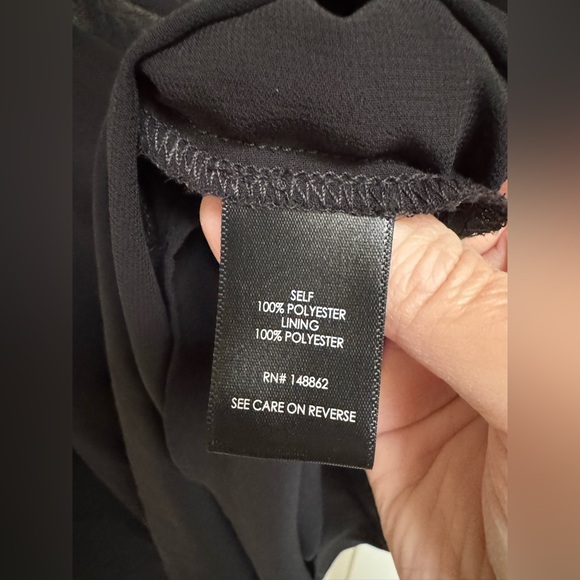 SELF
100% POLYESTER
LINING
100% POLYESTER
RN# 148862
SEE CARE ON REVERSE